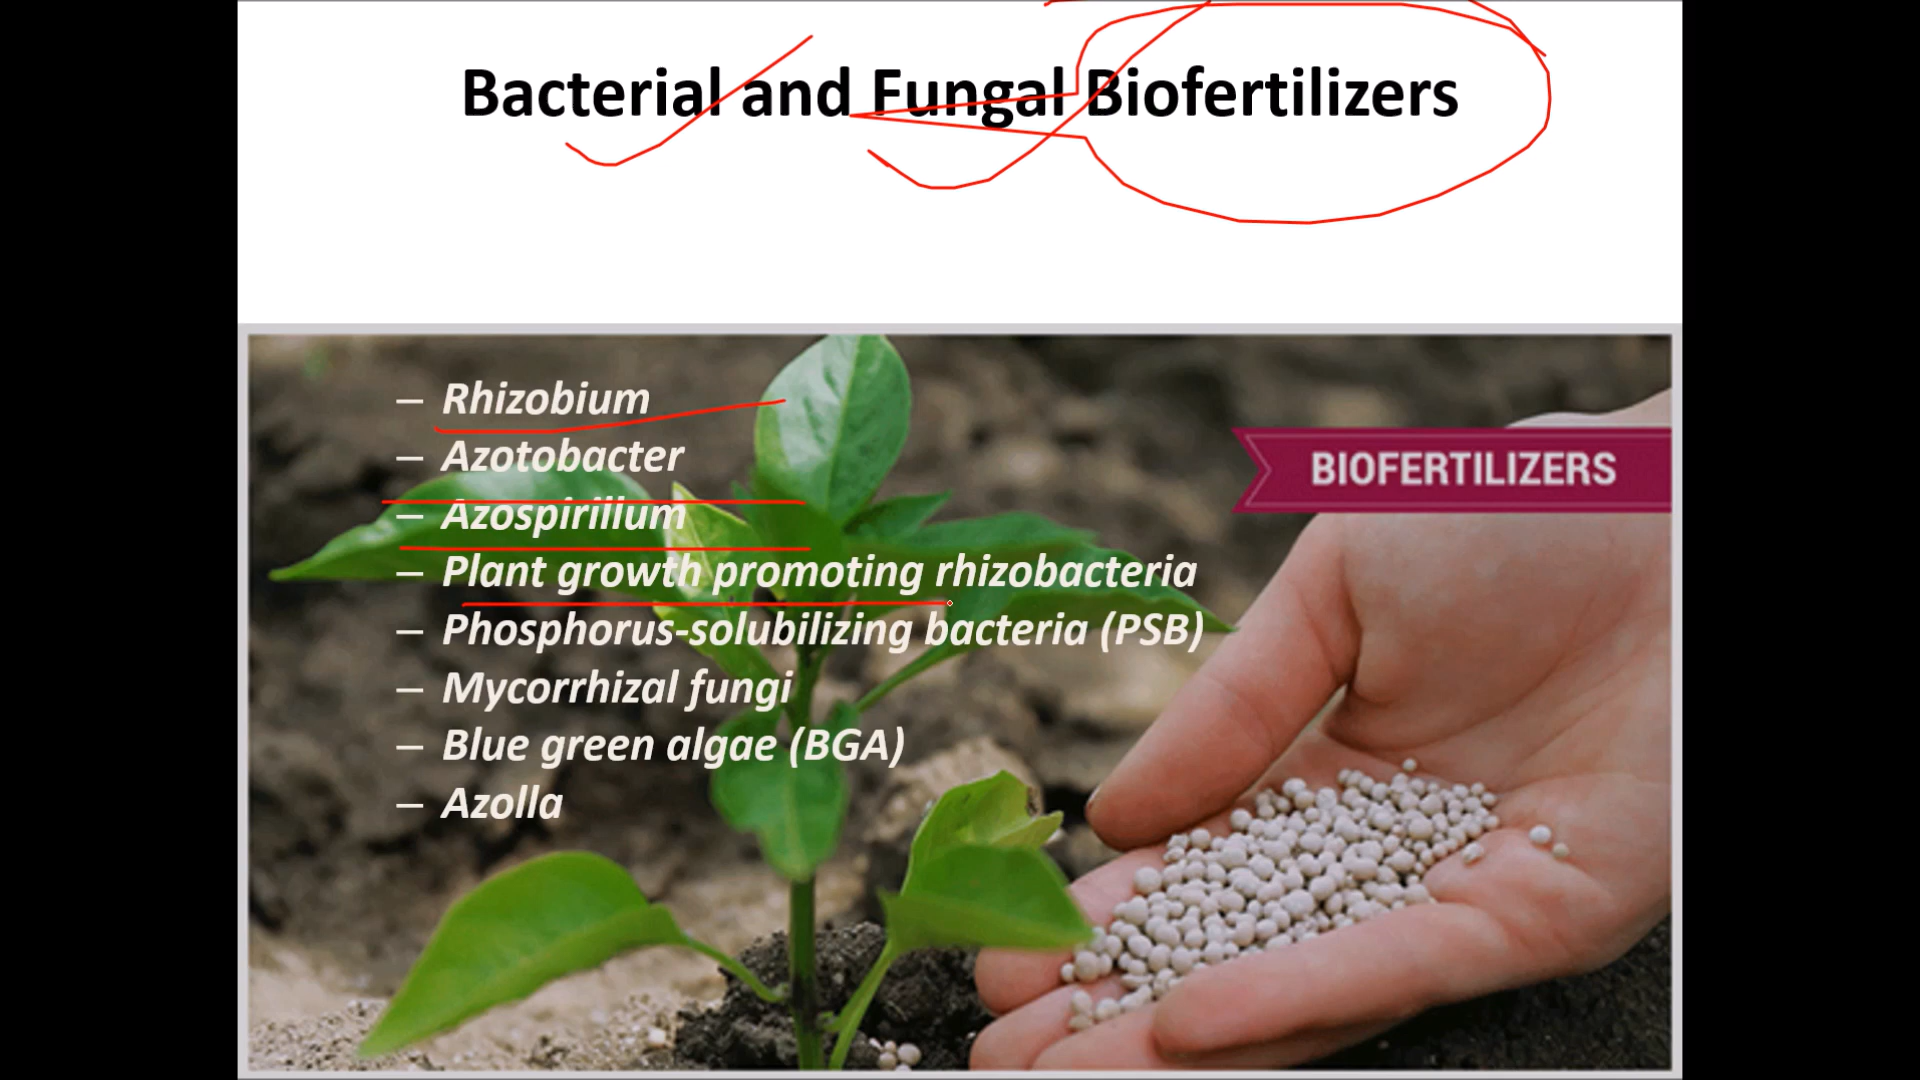 Bacterial and Fungal Biofertilizers
– Rhizobium
– Azotobacter
– Azospirillum
– Plant growth promoting rhizobacteria
– Phosphorus-solubilizing bacteria (PSB)
– Mycorrhizal fungi
– Blue green algae (BGA)
– Azolla
BIOFERTILIZERS